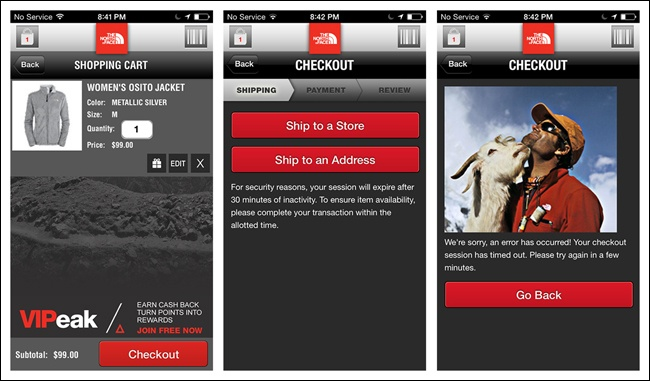 No Service 8:41 PM
1
THE
NORTH
FACE
Back
SHOPPING CART
WOMEN'S OSITO JACKET
Color: METALLIC SILVER
Size: M
Quantity: 1
Price: $99.00
EDIT X
VIPeak
EARN CASH BACK
TURN POINTS INTO
REWARDS
JOIN FREE NOW
Subtotal: $99.00
Checkout
No Service 8:42 PM
1
THE
NORTH
FACE
Back
CHECKOUT
SHIPPING PAYMENT REVIEW
Ship to a Store
Ship to an Address
For security reasons, your session will expire after
30 minutes of inactivity. To ensure item availability,
please complete your transaction within the
allotted time.
No Service 8:42 PM
1
THE
NORTH
FACE
Back
CHECKOUT
We're sorry, an error has occurred! Your checkout
session has timed out. Please try again in a few
minutes.
Go Back